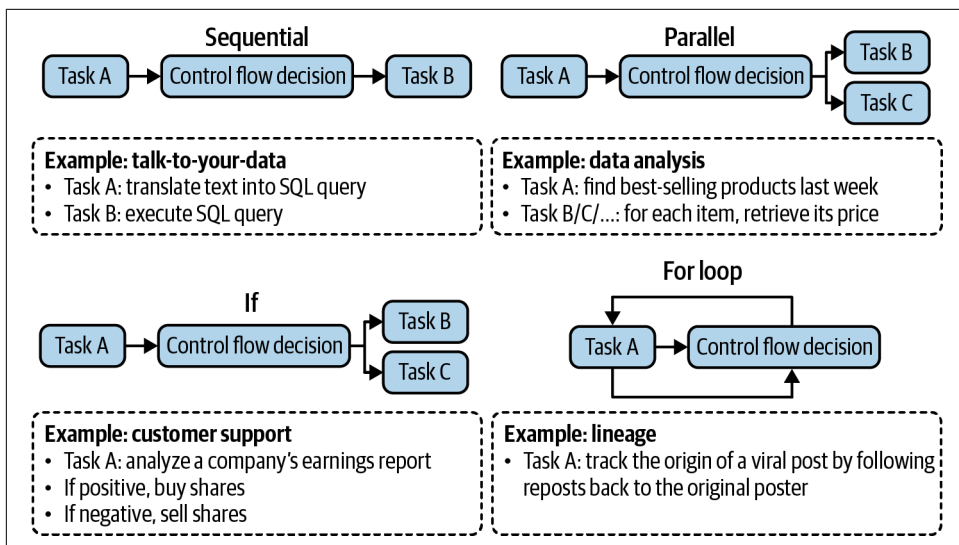 Sequential
Task A
Control flow decision
Task B
Example: talk-to-your-data
• Task A: translate text into SQL query
• Task B: execute SQL query
Parallel
Task A
Control flow decision
Task B
Task C
Example: data analysis
• Task A: find best-selling products last week
• Task B/C/...: for each item, retrieve its price
If
Task A
Control flow decision
Task B
Task C
Example: customer support
• Task A: analyze a company's earnings report
• If positive, buy shares
• If negative, sell shares
For loop
Task A
Control flow decision
Example: lineage
• Task A: track the origin of a viral post by following
reposts back to the original poster